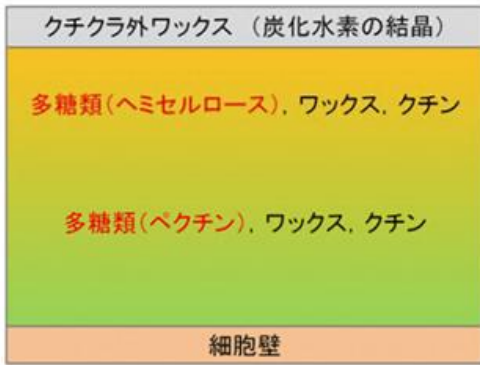 クチクラ外ワックス （炭化水素の結晶）
多糖類（ヘミセルロース）, ワックス, クチン
多糖類（ペクチン）, ワックス, クチン
細胞壁